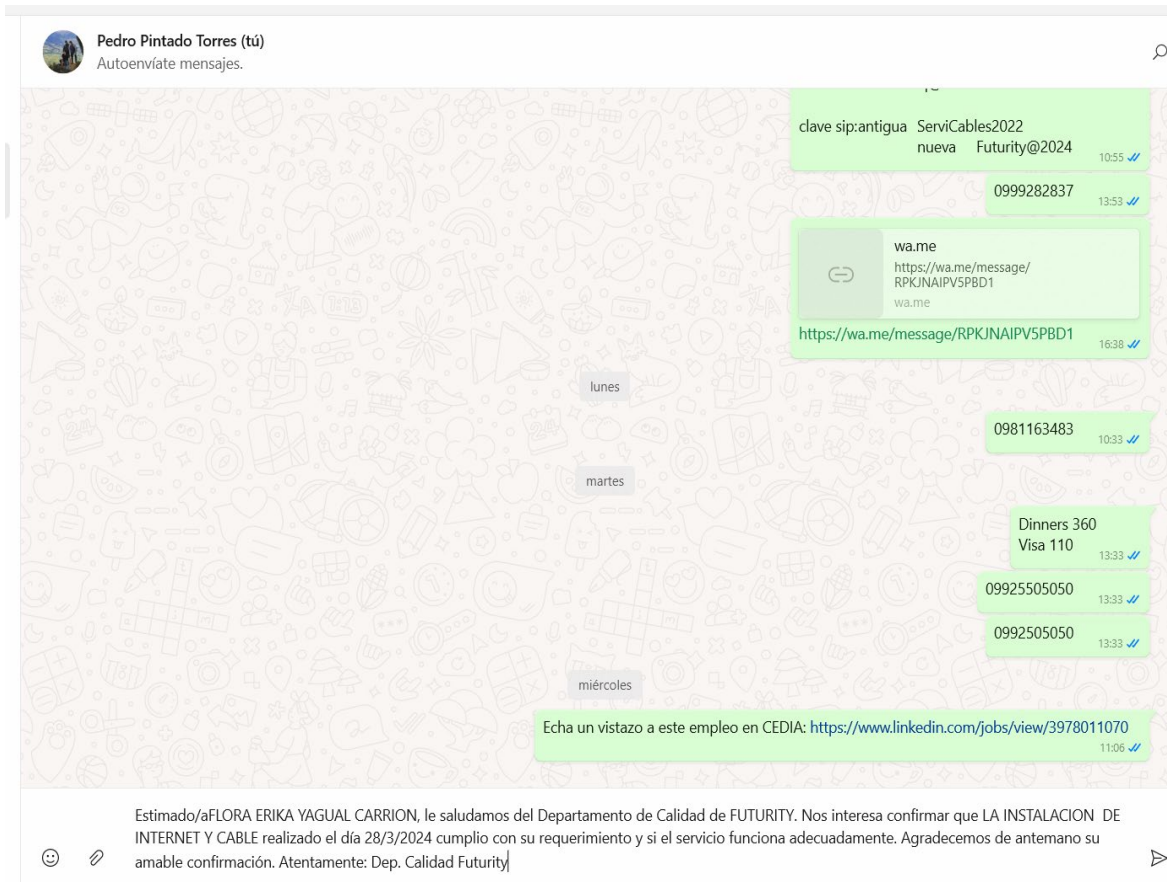 Pedro Pintado Torres (tú)
Autoenvíate mensajes.
clave sip:antigua ServiCables2022
nueva Futurity@2024
10:55
0999282837
13:53
wa.me
https://wa.me/message/
RPKJNAIPV5PBD1
wa.me
https://wa.me/message/RPKJNAIPV5PBD1
16:38
lunes
0981163483
10:33
martes
Dinners 360
Visa 110
13:33
09925505050
13:33
0992505050
13:33
miércoles
Echa un vistazo a este empleo en CEDIA: https://www.linkedin.com/jobs/view/3978011070
11:06
Estimado/aFLORA ERIKA YAGUAL CARRION, le saludamos del Departamento de Calidad de FUTURITY. Nos interesa confirmar que LA INSTALACION DE
INTERNET Y CABLE realizado el día 28/3/2024 cumplio con su requerimiento y si el servicio funciona adecuadamente. Agradecemos de antemano su
amable confirmación. Atentamente: Dep. Calidad Futurity